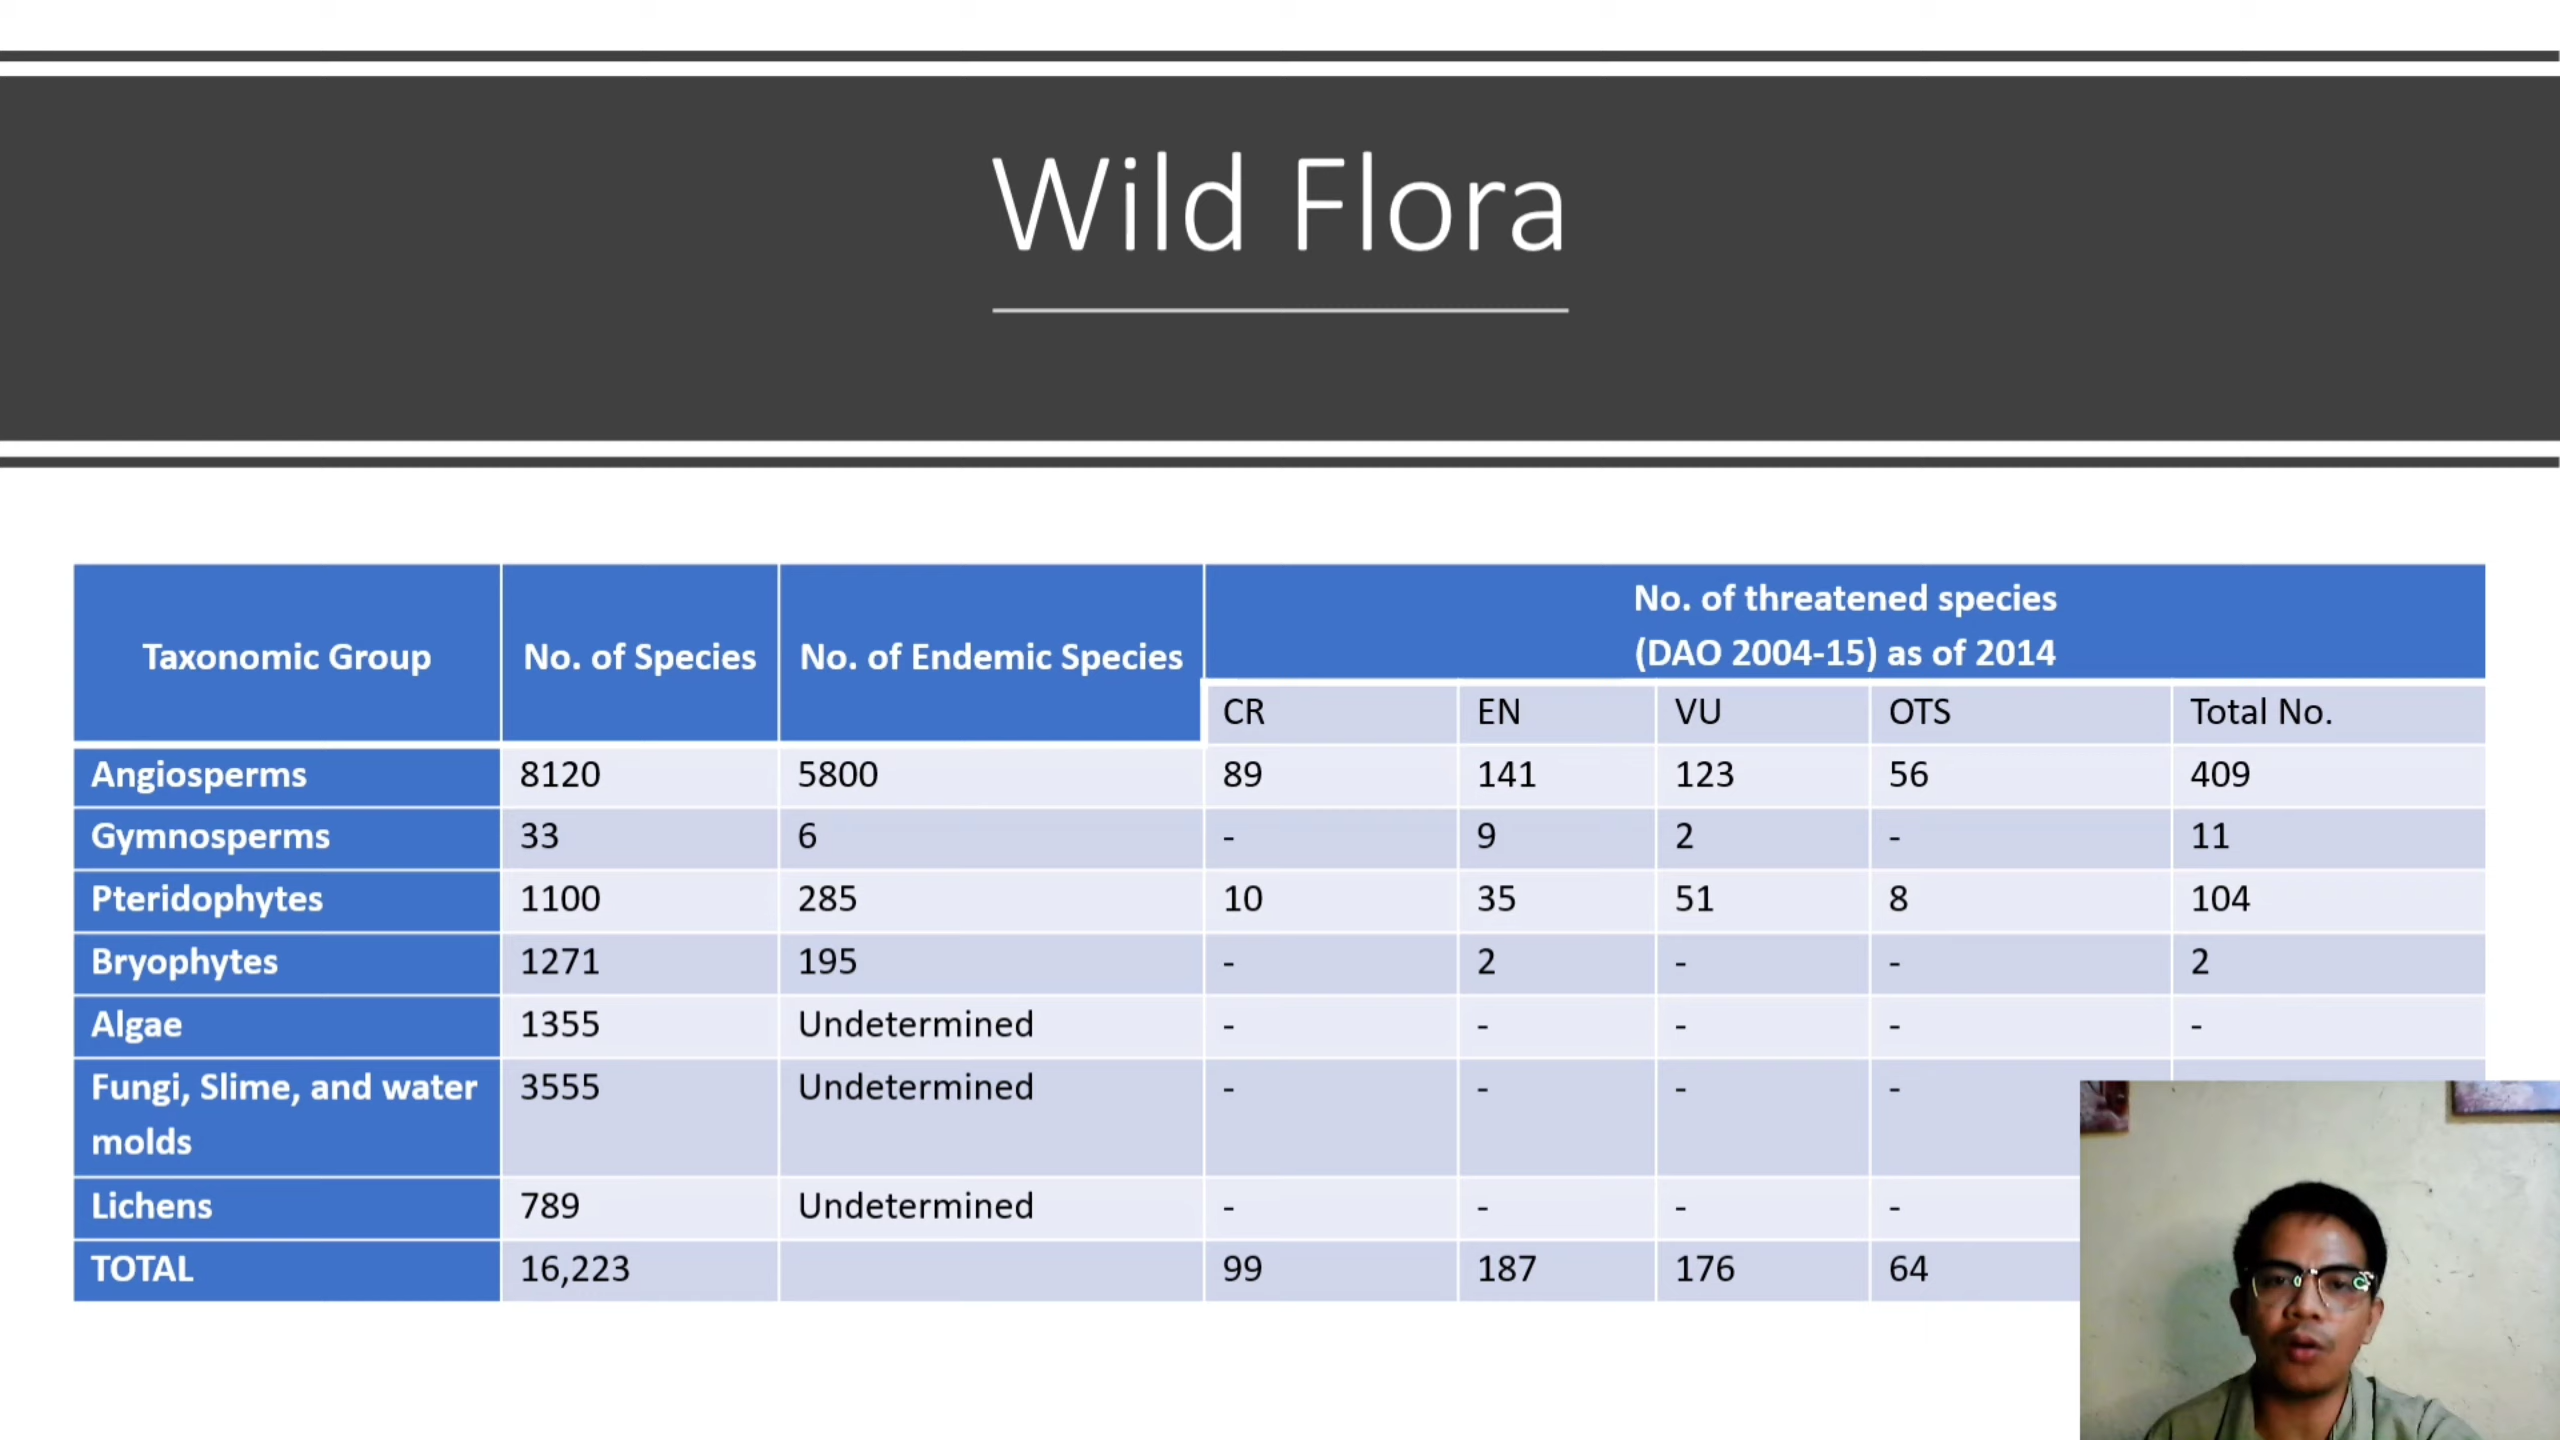 Wild Flora
No. of threatened species
(DAO 2004-15) as of 2014
Taxonomic Group No. of Species No. of Endemic Species
CR EN VU OTS Total No.
Angiosperms 8120 5800 89 141 123 56 409
Gymnosperms 33 6 - 9 2 - 11
Pteridophytes 1100 285 10 35 51 8 104
Bryophytes 1271 195 - 2 - - 2
Algae 1355 Undetermined - - - - -
Fungi, Slime, and water 3555 Undetermined - - - -
molds
Lichens 789 Undetermined - - - -
TOTAL 16,223 99 187 176 64